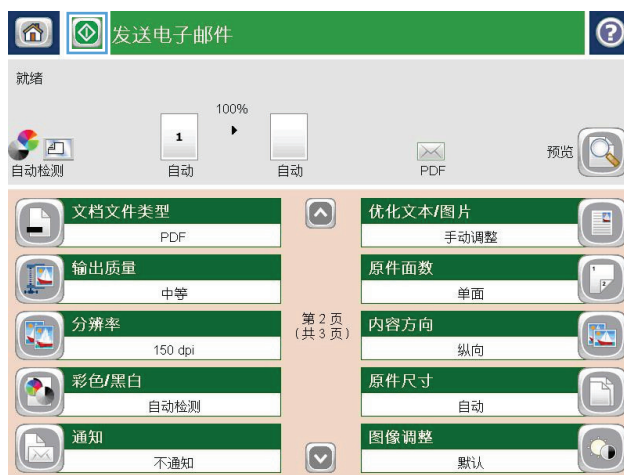 发送电子邮件
就绪
100%
1
自动检测
自动
自动
PDF
预览
文档文件类型
PDF
输出质量
中等
分辨率
150 dpi
彩色/黑白
自动检测
通知
不通知
第 2 页
(共 3 页)
优化文本/图片
手动调整
原件面数
单面
内容方向
纵向
原件尺寸
自动
图像调整
默认